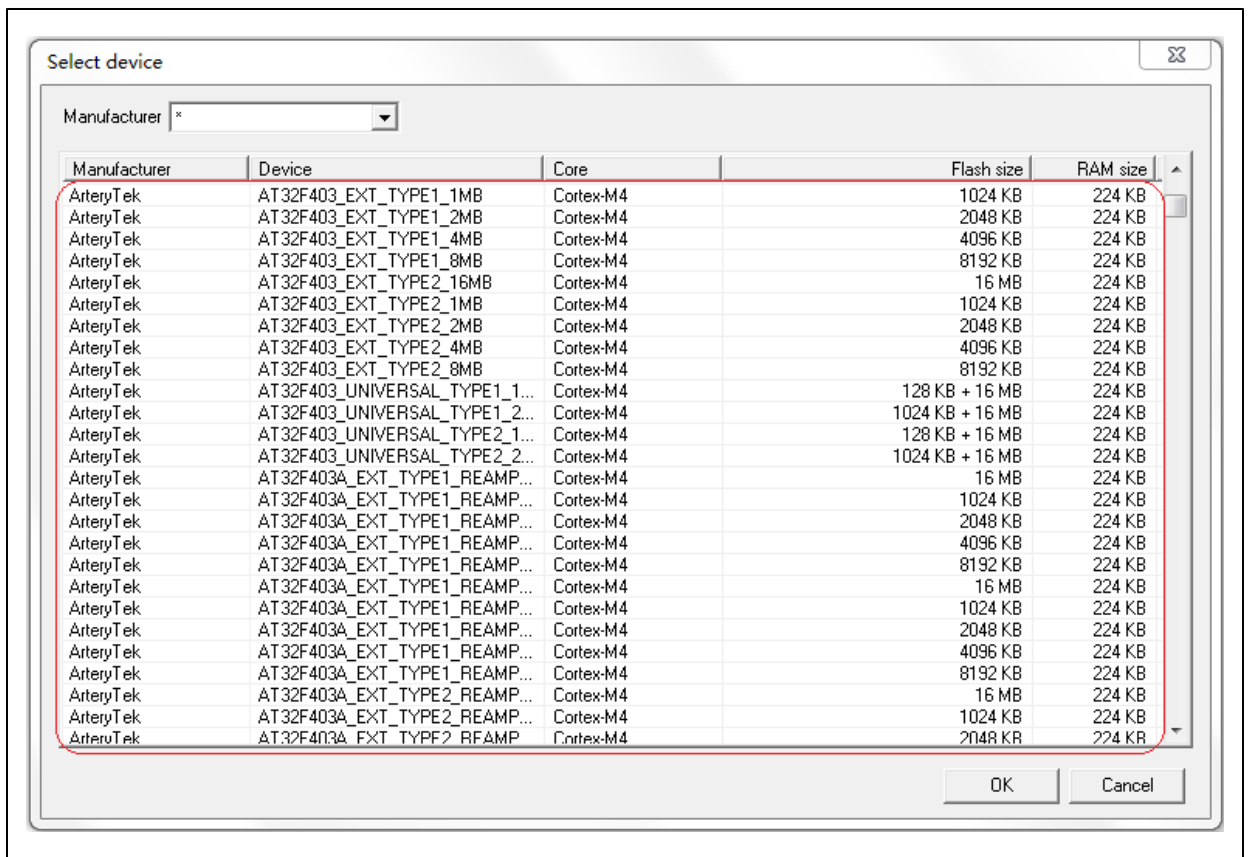 Select device
Manufacturer *
Manufacturer Device Core Flash size RAM size
ArteryTek AT32F403_EXT_TYPE1_1MB Cortex-M4 1024 KB 224 KB
ArteryTek AT32F403_EXT_TYPE1_2MB Cortex-M4 2048 KB 224 KB
ArteryTek AT32F403_EXT_TYPE1_4MB Cortex-M4 4096 KB 224 KB
ArteryTek AT32F403_EXT_TYPE1_8MB Cortex-M4 8192 KB 224 KB
ArteryTek AT32F403_EXT_TYPE2_16MB Cortex-M4 16 MB 224 KB
ArteryTek AT32F403_EXT_TYPE2_1MB Cortex-M4 1024 KB 224 KB
ArteryTek AT32F403_EXT_TYPE2_2MB Cortex-M4 2048 KB 224 KB
ArteryTek AT32F403_EXT_TYPE2_4MB Cortex-M4 4096 KB 224 KB
ArteryTek AT32F403_EXT_TYPE2_8MB Cortex-M4 8192 KB 224 KB
ArteryTek AT32F403_UNIVERSAL_TYPE1_1... Cortex-M4 128 KB + 16 MB 224 KB
ArteryTek AT32F403_UNIVERSAL_TYPE1_2... Cortex-M4 1024 KB + 16 MB 224 KB
ArteryTek AT32F403_UNIVERSAL_TYPE2_1... Cortex-M4 128 KB + 16 MB 224 KB
ArteryTek AT32F403_UNIVERSAL_TYPE2_2... Cortex-M4 1024 KB + 16 MB 224 KB
ArteryTek AT32F403A_EXT_TYPE1_REAMP... Cortex-M4 16 MB 224 KB
ArteryTek AT32F403A_EXT_TYPE1_REAMP... Cortex-M4 1024 KB 224 KB
ArteryTek AT32F403A_EXT_TYPE1_REAMP... Cortex-M4 2048 KB 224 KB
ArteryTek AT32F403A_EXT_TYPE1_REAMP... Cortex-M4 4096 KB 224 KB
ArteryTek AT32F403A_EXT_TYPE1_REAMP... Cortex-M4 8192 KB 224 KB
ArteryTek AT32F403A_EXT_TYPE1_REAMP... Cortex-M4 16 MB 224 KB
ArteryTek AT32F403A_EXT_TYPE1_REAMP... Cortex-M4 1024 KB 224 KB
ArteryTek AT32F403A_EXT_TYPE1_REAMP... Cortex-M4 2048 KB 224 KB
ArteryTek AT32F403A_EXT_TYPE1_REAMP... Cortex-M4 4096 KB 224 KB
ArteryTek AT32F403A_EXT_TYPE1_REAMP... Cortex-M4 8192 KB 224 KB
ArteryTek AT32F403A_EXT_TYPE2_REAMP... Cortex-M4 16 MB 224 KB
ArteryTek AT32F403A_EXT_TYPE2_REAMP... Cortex-M4 1024 KB 224 KB
ArteryTek AT32F403A_EXT_TYPE2_REAMP Cortex-M4 2048 KB 224 KB
OK Cancel